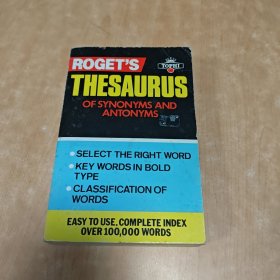 ROGET'S
TOPHI
THESAURUS
OF SYNONYMS AND
ANTONYMS
• SELECT THE RIGHT WORD
• KEY WORDS IN BOLD
TYPE
• CLASSIFICATION OF
WORDS
EASY TO USE. COMPLETE INDEX
OVER 100,000 WORDS